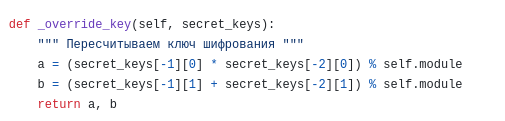 def _override_key(self, secret_keys):
    """ Пересчитываем ключ шифрования """
    a = (secret_keys[-1][0] * secret_keys[-2][0]) % self.module
    b = (secret_keys[-1][1] + secret_keys[-2][1]) % self.module
    return a, b